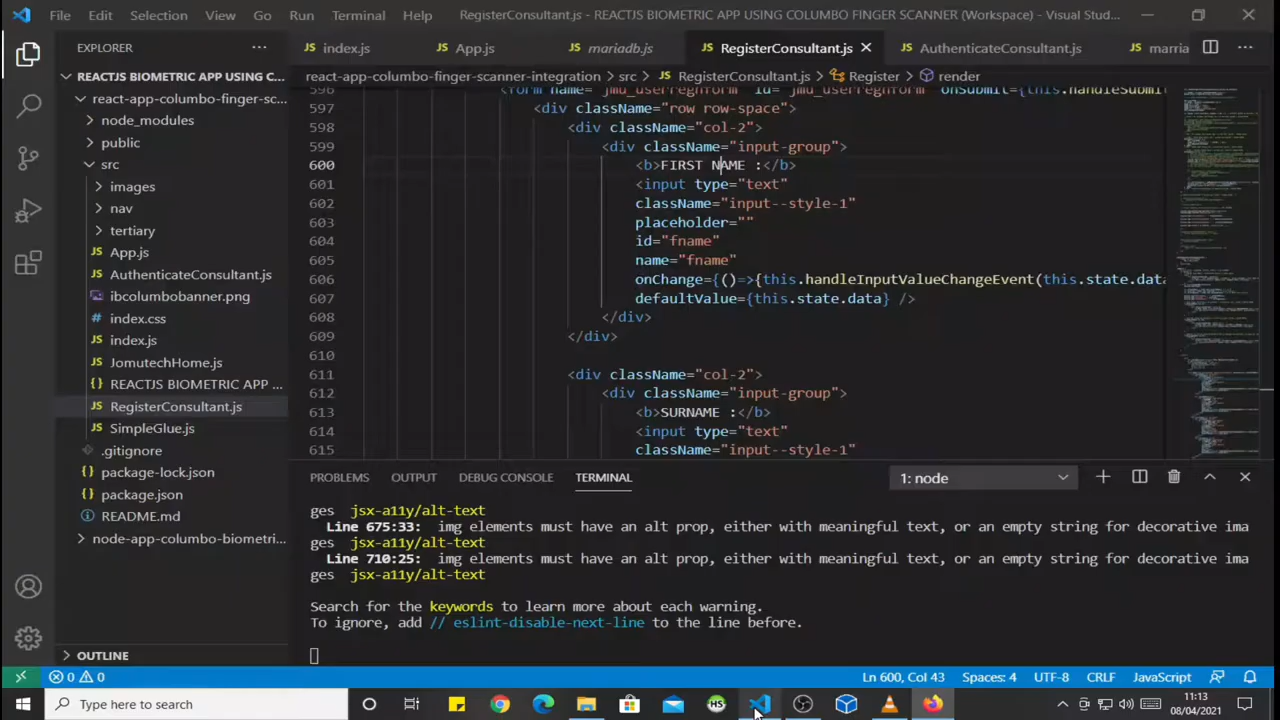 File Edit Selection View Go Run Terminal Help RegisterConsultant.js - REACTJS BIOMETRIC APP USING COLUMBO FINGER SCANNER (Workspace) - Visual Stud...
EXPLORER
REACTJS BIOMETRIC APP USING C...
react-app-columbo-finger-sc...
node_modules
public
src
images
nav
tertiary
App.js
AuthenticateConsultant.js
ibcolumbobanner.png
index.css
index.js
JomutechHome.js
REACTJS BIOMETRIC APP ...
RegisterConsultant.js
SimpleGlue.js
.gitignore
package-lock.json
package.json
README.md
node-app-columbo-biometri...
OUTLINE
index.js App.js mariadb.js RegisterConsultant.js AuthenticateConsultant.js marria
react-app-columbo-finger-scanner-integration > src > RegisterConsultant.js > Register > render
596 <form name="jmu_userregnform" id="jmu_userregnform" onSubmit={this.handleSubmi
597 <div className="row row-space">
598 <div className="col-2">
599 <div className="input-group">
600 <b>FIRST NAME :</b>
601 <input type="text"
602 className="input--style-1"
603 placeholder=""
604 id="fname"
605 name="fname"
606 onChange={()=>{this.handleInputValueChangeEvent(this.state.data
607 defaultValue={this.state.data} />
608 </div>
609 </div>
610
611 <div className="col-2">
612 <div className="input-group">
613 <b>SURNAME :</b>
614 <input type="text"
615 className="input--style-1"
PROBLEMS OUTPUT DEBUG CONSOLE TERMINAL 1: node
ges jsx-a11y/alt-text
Line 675:33: img elements must have an alt prop, either with meaningful text, or an empty string for decorative ima
ges jsx-a11y/alt-text
Line 710:25: img elements must have an alt prop, either with meaningful text, or an empty string for decorative ima
ges jsx-a11y/alt-text
Search for the keywords to learn more about each warning.
To ignore, add // eslint-disable-next-line to the line before.
0 0 Ln 600, Col 43 Spaces: 4 UTF-8 CRLF JavaScript
Type here to search HS 11:13
08/04/2021